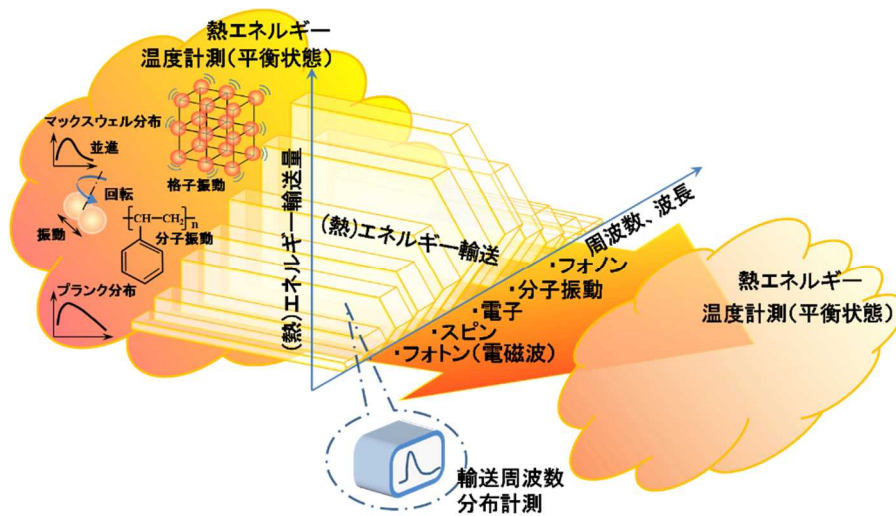 熱エネルギー
温度計測(平衡状態)
マックスウェル分布
並進
回転
振動
格子振動
CH
CH₂
n
分子振動
プランク分布
(熱)エネルギー輸送量
(熱)エネルギー輸送
周波数、波長
・フォノン
・分子振動
・電子
・スピン
・フォトン(電磁波)
熱エネルギー
温度計測(平衡状態)
輸送周波数
分布計測